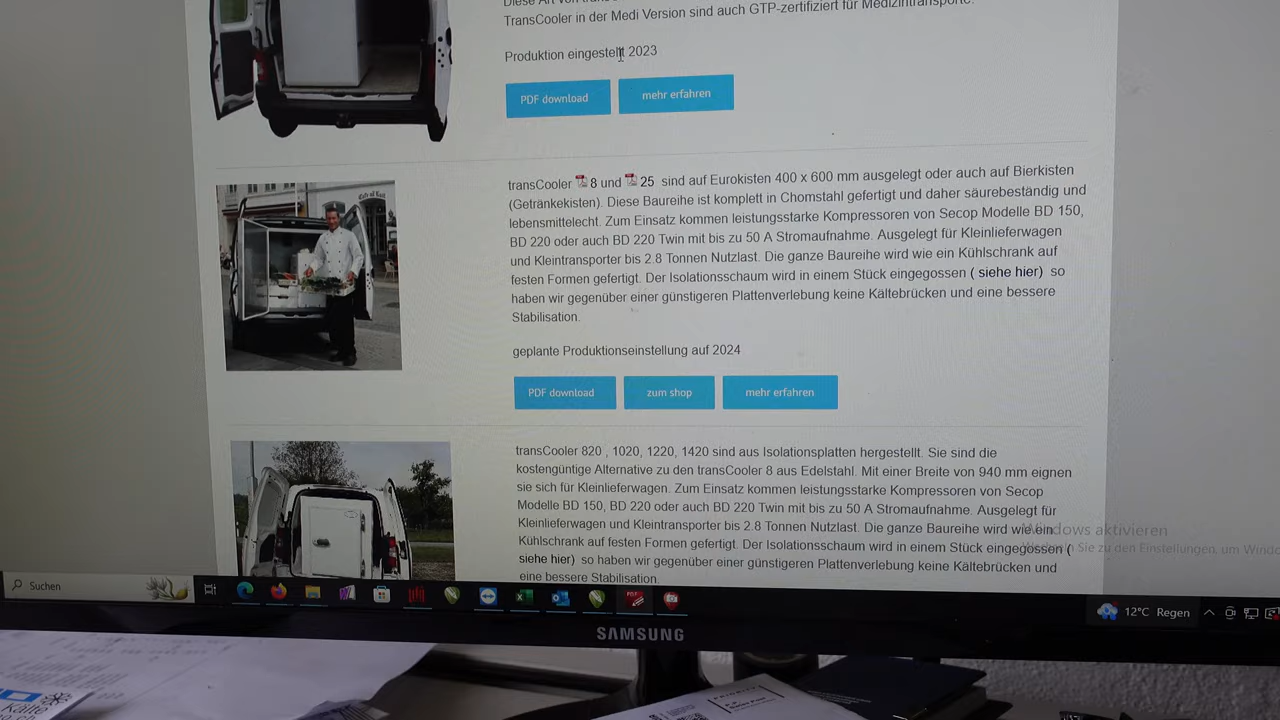 TransCooler in der Medi Version sind auch GTP-zertifiziert für Medizintransporte.
Produktion eingestellt 2023
PDF download
mehr erfahren
transCooler 8 und 25 sind auf Eurokisten 400 x 600 mm ausgelegt oder auch auf Bierkisten
(Getränkekisten). Diese Baureihe ist komplett in Chomstahl gefertigt und daher säurebeständig und
lebensmittelecht. Zum Einsatz kommen leistungsstarke Kompressoren von Secop Modelle BD 150,
BD 220 oder auch BD 220 Twin mit bis zu 50 A Stromaufnahme. Ausgelegt für Kleinlieferwagen
und Kleintransporter bis 2.8 Tonnen Nutzlast. Die ganze Baureihe wird wie ein Kühlschrank auf
festen Formen gefertigt. Der Isolationsschaum wird in einem Stück eingegossen ( siehe hier) so
haben wir gegenüber einer günstigeren Plattenverlebung keine Kältebrücken und eine bessere
Stabilisation.
geplante Produktionseinstellung auf 2024
PDF download
zum shop
mehr erfahren
transCooler 820 , 1020, 1220, 1420 sind aus Isolationsplatten hergestellt. Sie sind die
kostengüntige Alternative zu den transCooler 8 aus Edelstahl. Mit einer Breite von 940 mm eignen
sie sich für Kleinlieferwagen. Zum Einsatz kommen leistungsstarke Kompressoren von Secop
Modelle BD 150, BD 220 oder auch BD 220 Twin mit bis zu 50 A Stromaufnahme. Ausgelegt für
Kleinlieferwagen und Kleintransporter bis 2.8 Tonnen Nutzlast. Die ganze Baureihe wird wie ein
Kühlschrank auf festen Formen gefertigt. Der Isolationsschaum wird in einem Stück eingegossen (
siehe hier) so haben wir gegenüber einer günstigeren Plattenverlebung keine Kältebrücken und
eine bessere Stabilisation.
Windows aktivieren
Sie zu den Einstellungen, um
Suchen
12°C Regen
SAMSUNG
Kälte
PRIORITY